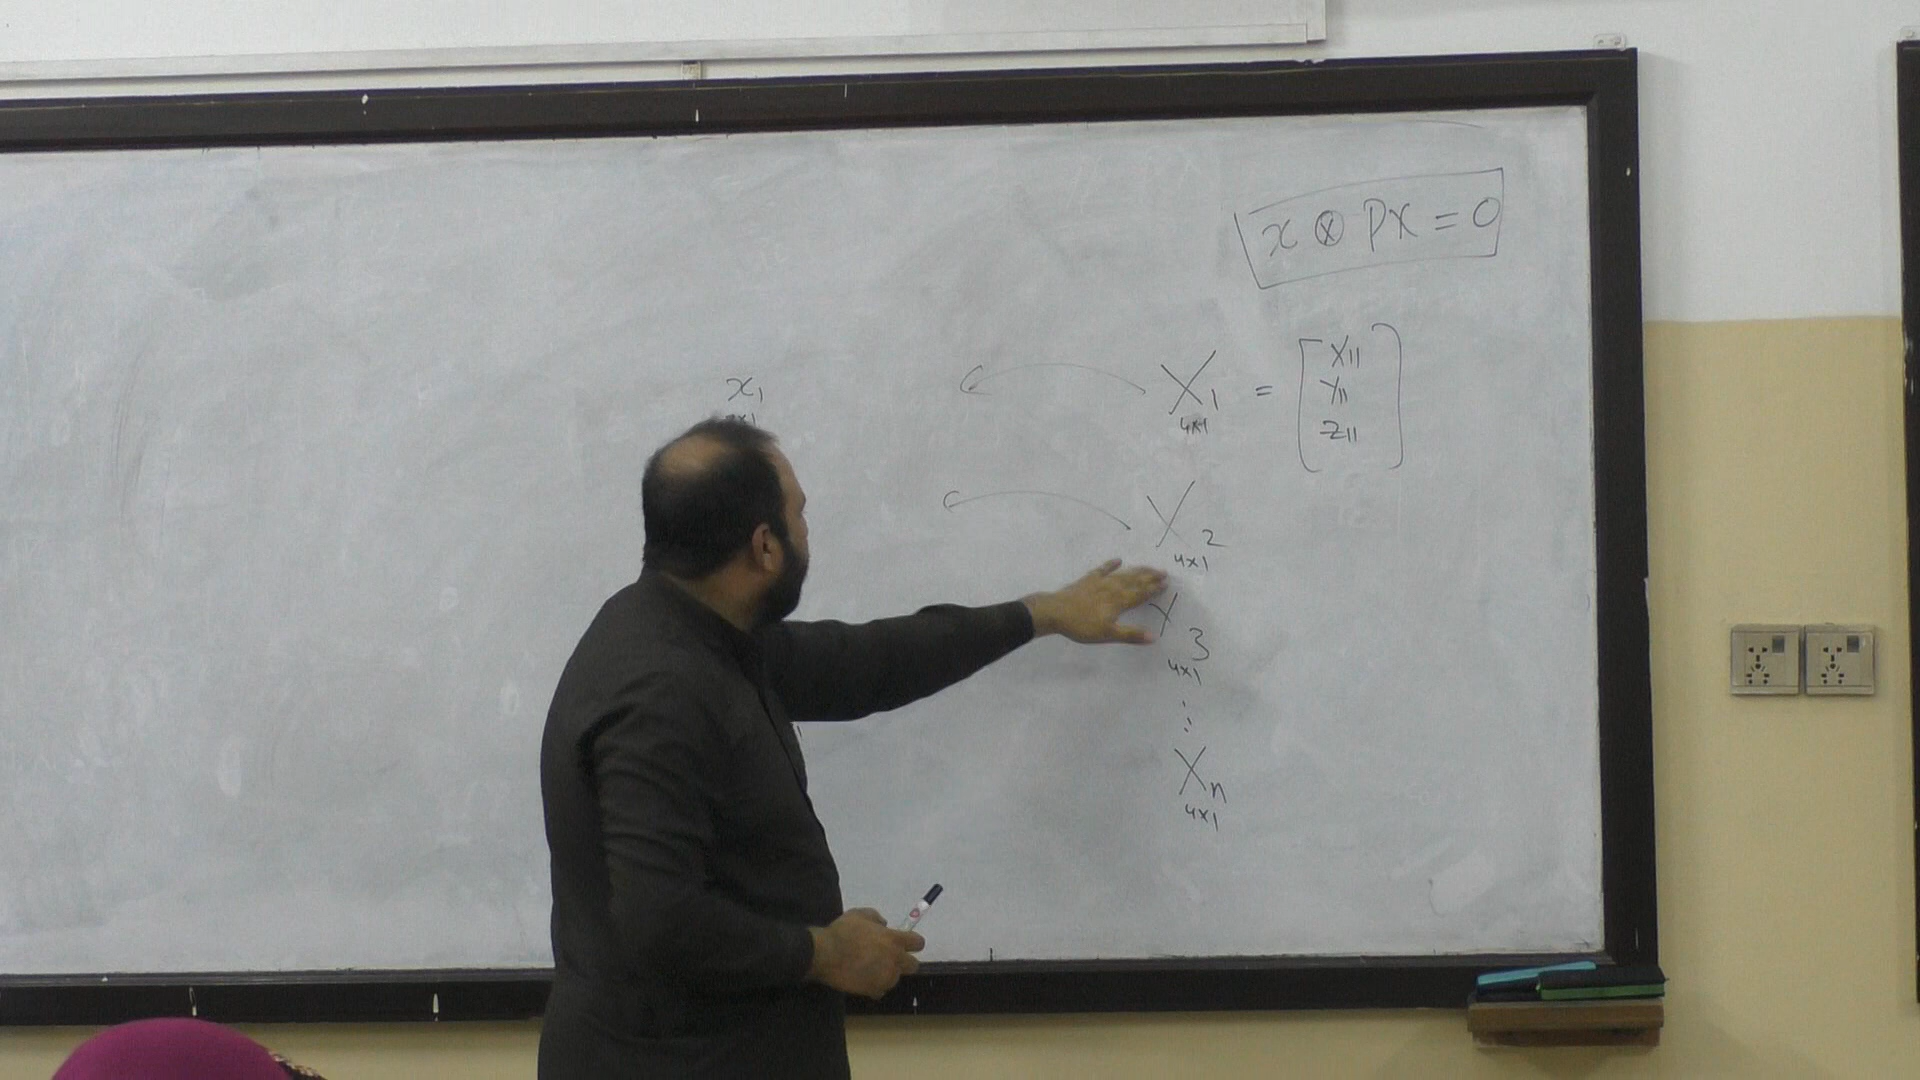 x ⊗ PX = 0
x₁
X₁ = [X₁₁
Y₁₁
Z₁₁]
4x1
X₂
4x1
X₃
4x1
⋮
Xₙ
4x1